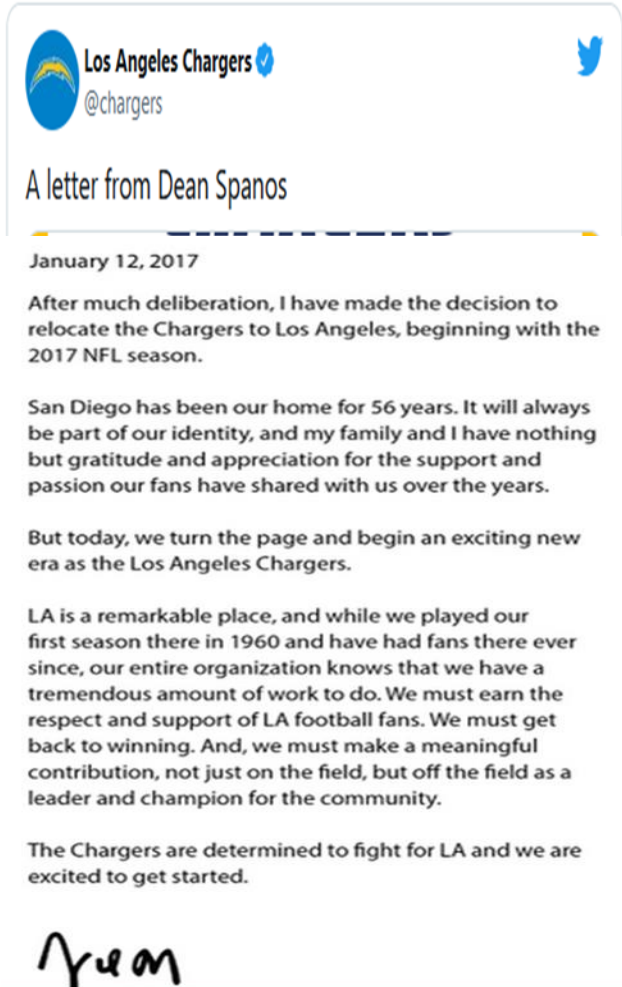 Los Angeles Chargers
@chargers
A letter from Dean Spanos
January 12, 2017
After much deliberation, I have made the decision to
relocate the Chargers to Los Angeles, beginning with the
2017 NFL season.
San Diego has been our home for 56 years. It will always
be part of our identity, and my family and I have nothing
but gratitude and appreciation for the support and
passion our fans have shared with us over the years.
But today, we turn the page and begin an exciting new
era as the Los Angeles Chargers.
LA is a remarkable place, and while we played our
first season there in 1960 and have had fans there ever
since, our entire organization knows that we have a
tremendous amount of work to do. We must earn the
respect and support of LA football fans. We must get
back to winning. And, we must make a meaningful
contribution, not just on the field, but off the field as a
leader and champion for the community.
The Chargers are determined to fight for LA and we are
excited to get started.
Dean